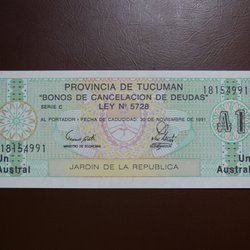 PROVINCIA DE TUCUMAN
"BONOS DE CANCELACION DE DEUDAS"
LEY Nº 5728
SERIE C
18154991
AL PORTADOR - FECHA DE CADUCIDAD: 30 DE NOVIEMBRE DE 1991
A1
18154991
MINISTRO DE ECONOMIA
GOBERNADOR
Un
Austral
JARDIN DE LA REPUBLICA
Un
Austral